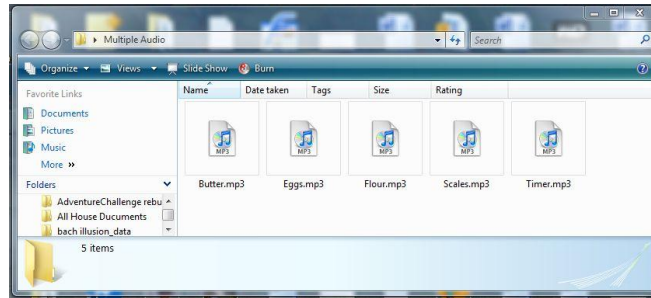 Multiple Audio
Search
Organize Views Slide Show Burn
Favorite Links
Documents
Pictures
Music
More »
Folders
AdventureChallenge rebu
All House Ducuments
bach illusion_data
Name Date taken Tags Size Rating
MP3 MP3 MP3 MP3 MP3
Butter.mp3 Eggs.mp3 Flour.mp3 Scales.mp3 Timer.mp3
5 items